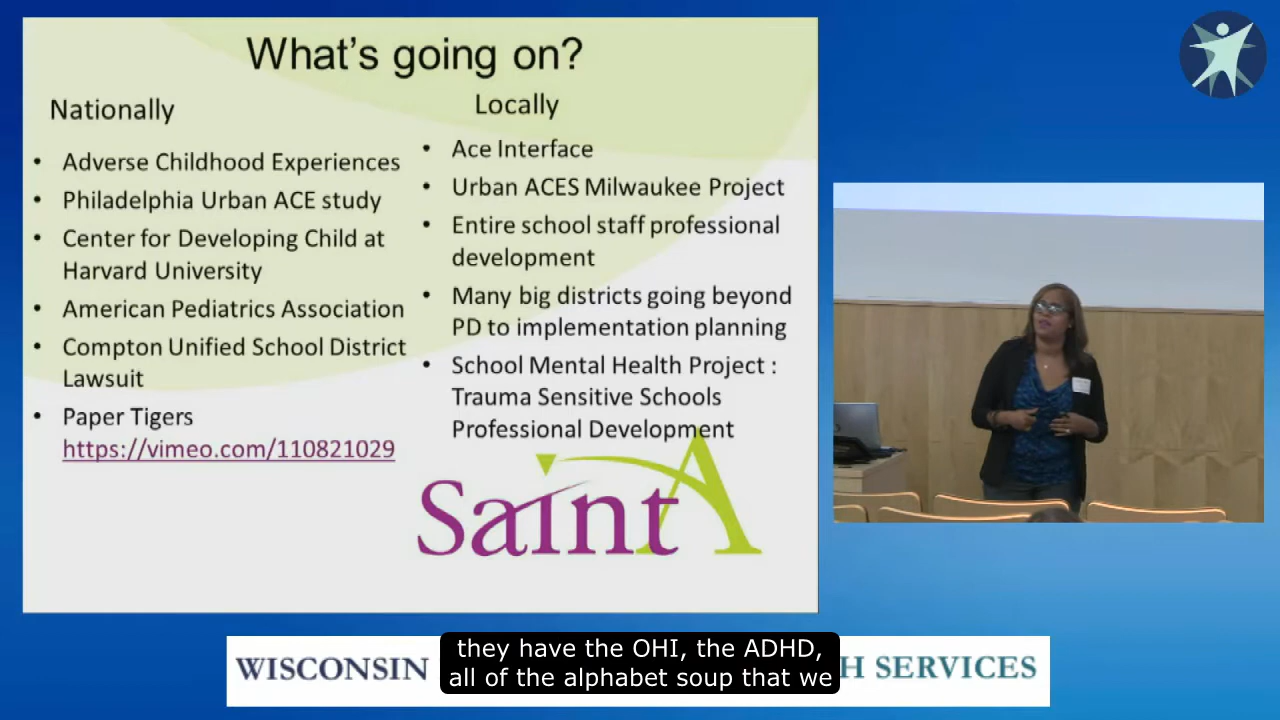 What's going on?
Nationally
• Adverse Childhood Experiences
• Philadelphia Urban ACE study
• Center for Developing Child at
Harvard University
• American Pediatrics Association
• Compton Unified School District
Lawsuit
• Paper Tigers
https://vimeo.com/110821029
Locally
• Ace Interface
• Urban ACES Milwaukee Project
• Entire school staff professional
development
• Many big districts going beyond
PD to implementation planning
• School Mental Health Project :
Trauma Sensitive Schools
Professional Development
SaintA
WISCONSIN H SERVICES
they have the OHI, the ADHD,
all of the alphabet soup that we